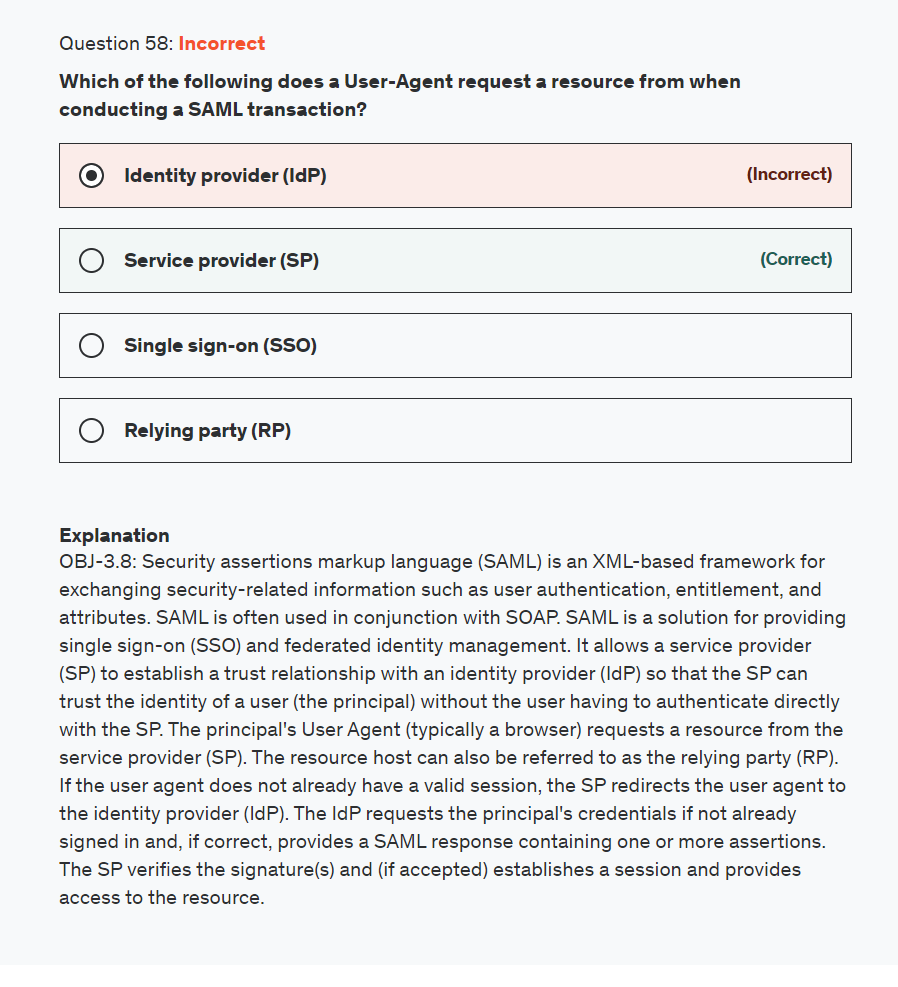 Question 58: Incorrect
Which of the following does a User-Agent request a resource from when
conducting a SAML transaction?
Identity provider (IdP) (Incorrect)
Service provider (SP) (Correct)
Single sign-on (SSO)
Relying party (RP)
Explanation
OBJ-3.8: Security assertions markup language (SAML) is an XML-based framework for
exchanging security-related information such as user authentication, entitlement, and
attributes. SAML is often used in conjunction with SOAP. SAML is a solution for providing
single sign-on (SSO) and federated identity management. It allows a service provider
(SP) to establish a trust relationship with an identity provider (IdP) so that the SP can
trust the identity of a user (the principal) without the user having to authenticate directly
with the SP. The principal's User Agent (typically a browser) requests a resource from the
service provider (SP). The resource host can also be referred to as the relying party (RP).
If the user agent does not already have a valid session, the SP redirects the user agent to
the identity provider (IdP). The IdP requests the principal's credentials if not already
signed in and, if correct, provides a SAML response containing one or more assertions.
The SP verifies the signature(s) and (if accepted) establishes a session and provides
access to the resource.